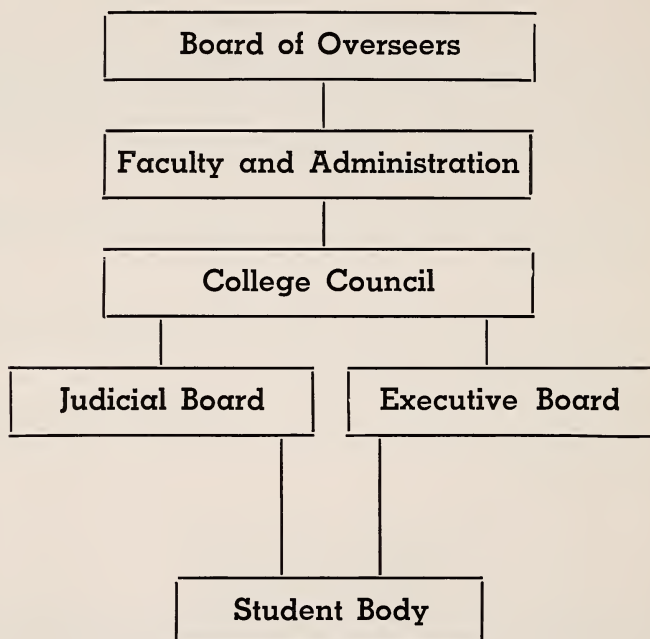 Board of Overseers
Faculty and Administration
College Council
Judicial Board
Executive Board
Student Body